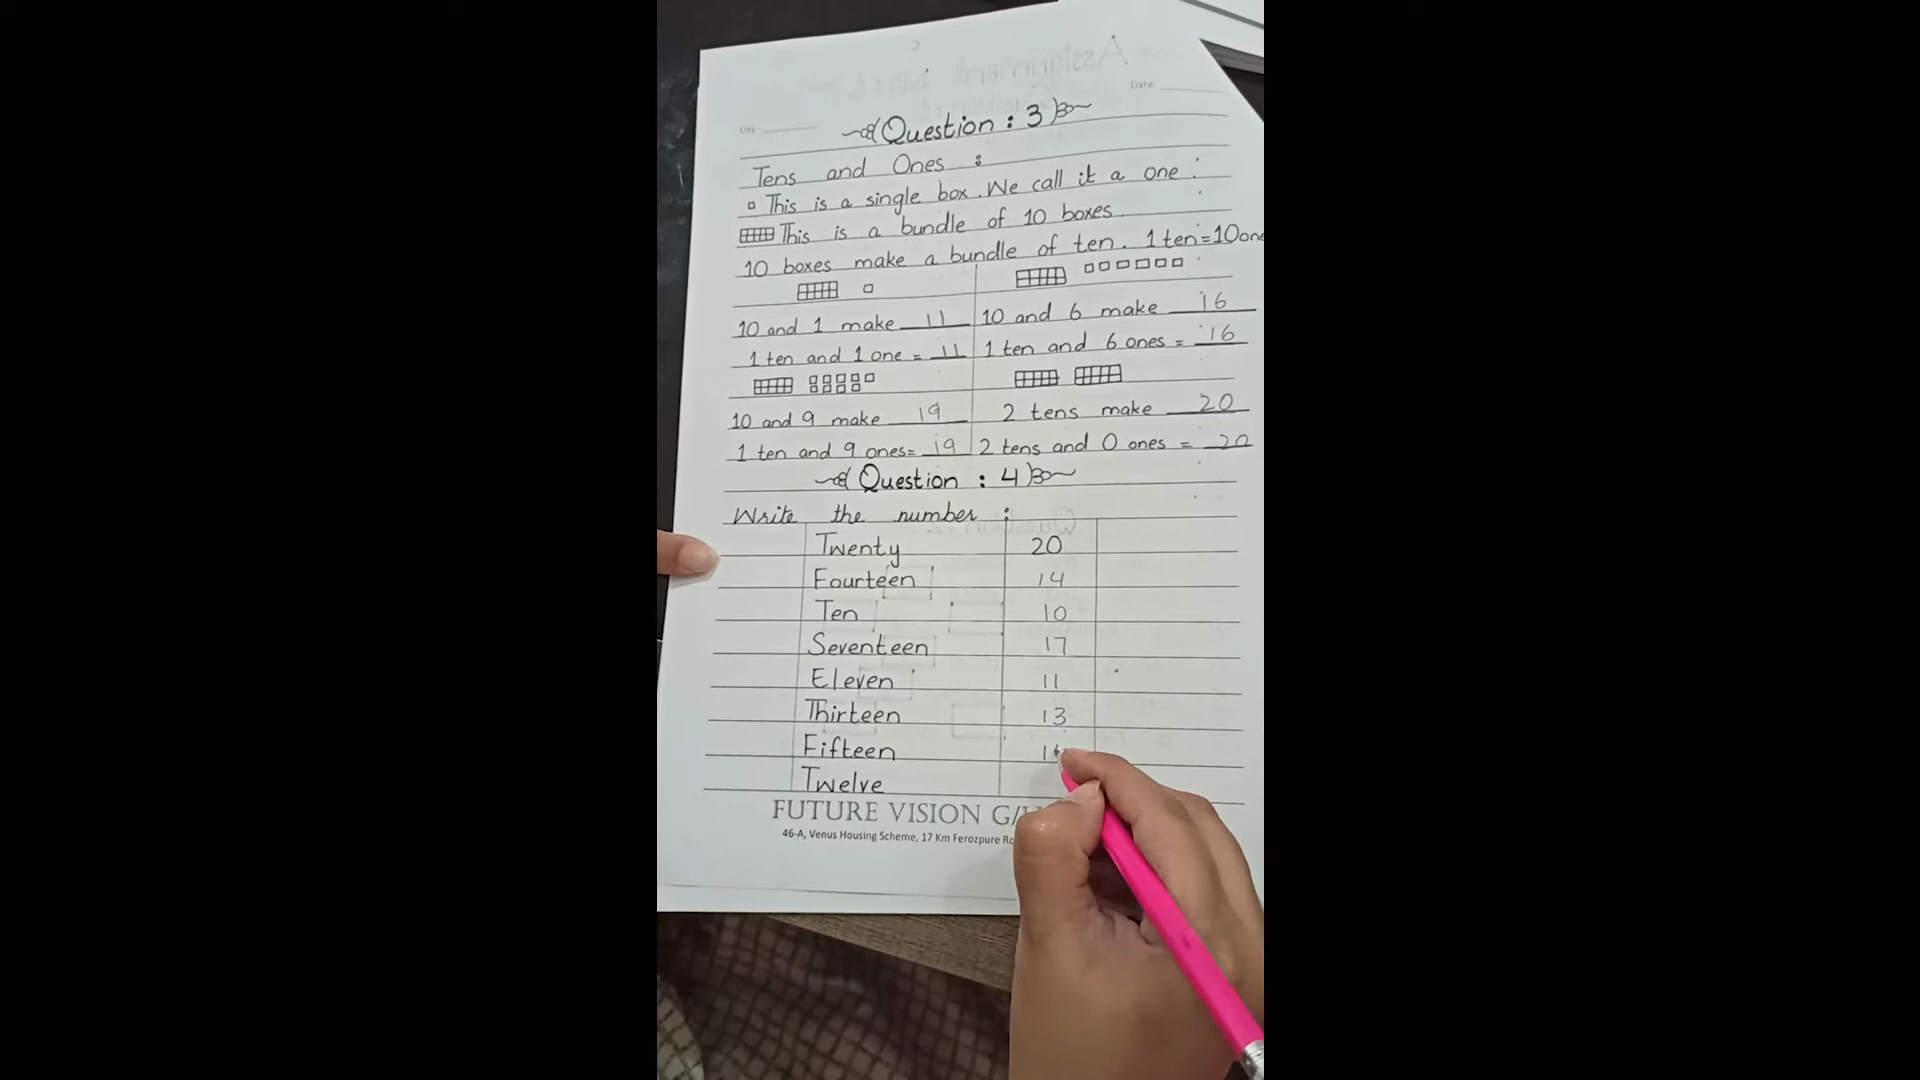 2
Date
Question : 3
Tens and Ones :
This is a single box. We call it a one :
This is a bundle of 10 boxes
10 boxes make a bundle of ten. 1 ten = 10 one
10 and 1 make 11
10 and 6 make 16
1 ten and 1 one = 11
1 ten and 6 ones = 16
10 and 9 make 19
2 tens make 20
1 ten and 9 ones = 19
2 tens and 0 ones = 20
Question : 4
Write the number :
Twenty 20
Fourteen 14
Ten 10
Seventeen 17
Eleven 11
Thirteen 13
Fifteen
Twelve
FUTURE VISION
46-A, Venus Housing Scheme, 17 Km Ferozpure